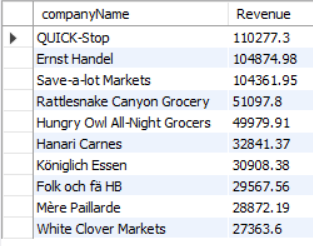 companyName Revenue
QUICK-Stop 110277.3
Ernst Handel 104874.98
Save-a-lot Markets 104361.95
Rattlesnake Canyon Grocery 51097.8
Hungry Owl All-Night Grocers 49979.91
Hanari Carnes 32841.37
Königlich Essen 30908.38
Folk och fä HB 29567.56
Mère Paillarde 28872.19
White Clover Markets 27363.6